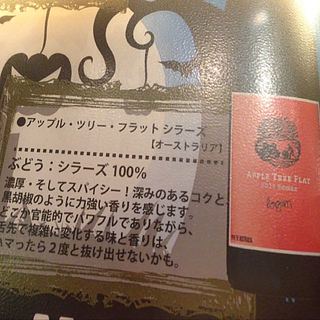 ●アップル・ツリー・フラット シラーズ
【オーストラリア】
ぶどう：シラーズ 100%
濃厚・そしてスパイシー！深みのあるコクと
黒胡椒のように力強い香りを感じます。
どこか官能的でパワフルでありながら、
舌先で複雑に変化する味と香りは、
ハマったら２度と抜け出せないかも。
APPLE TREE FLAT
SHIRAZ
logan